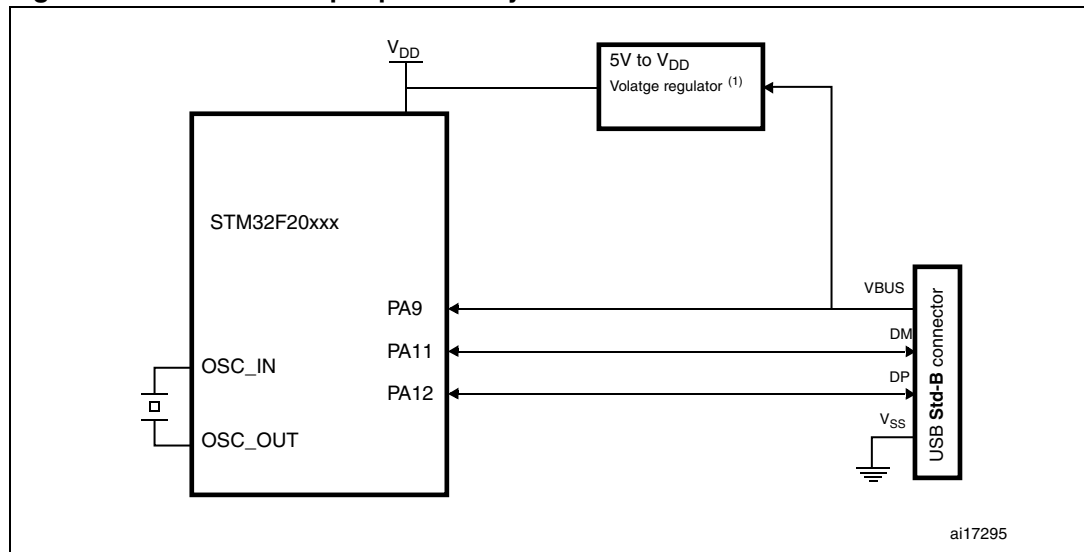 V_DD
5V to V_DD
Volatge regulator (1)
STM32F20xxx
VBUS
PA9
DM
PA11
OSC_IN
DP
PA12
V_SS
OSC_OUT
USB Std-B connector
ai17295